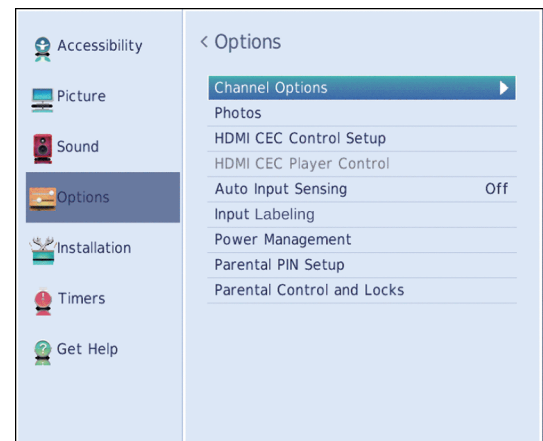 Accessibility
Picture
Sound
Options
Installation
Timers
Get Help
< Options
Channel Options
Photos
HDMI CEC Control Setup
HDMI CEC Player Control
Auto Input Sensing Off
Input Labeling
Power Management
Parental PIN Setup
Parental Control and Locks